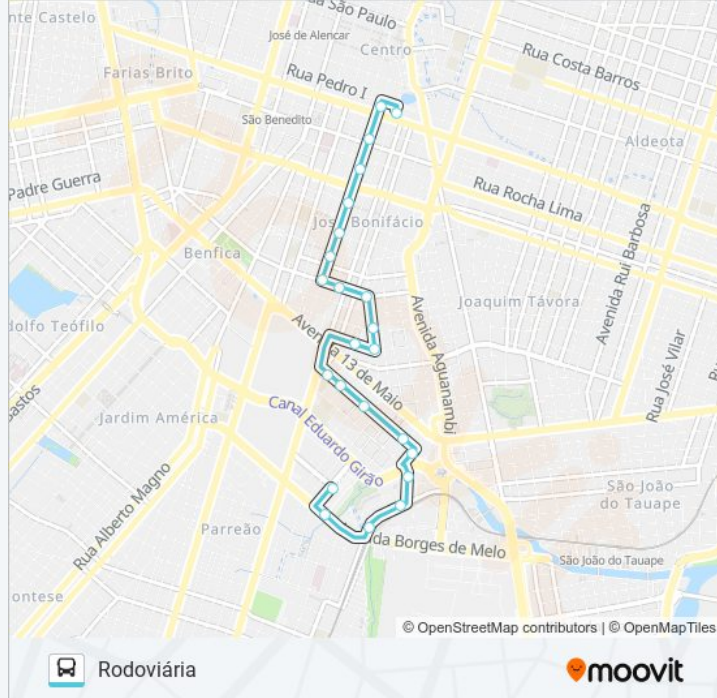 nte Castelo
a São Paulo
José de Alencar
Centro
Rua Costa Barros
Farias Brito
Rua Pedro I
São Benedito
Aldeota
Padre Guerra
Rua Rocha Lima
José Bonifácio
Avenida Rui Barbosa
Benfica
Joaquim Távora
dolfo Teófilo
Avenida Aguanambi
Avenida 13 de Maio
Rua José Vilar
Bastos
Jardim América
Canal Eduardo Girão
Rua Alberto Magno
São João
do Tauape
Parreão
da Borges de Melo
São João do Tauape
ontese
© OpenStreetMap contributors | © OpenMapTiles
Rodoviária
moovit